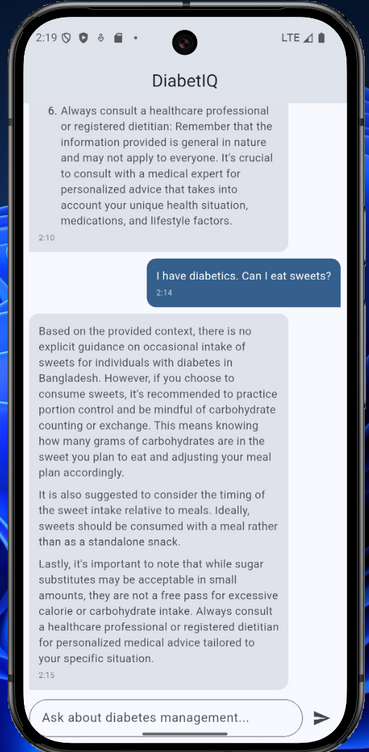 2:19
LTE
DiabetIQ
6. Always consult a healthcare professional
or registered dietitian: Remember that the
information provided is general in nature
and may not apply to everyone. It's crucial
to consult with a medical expert for
personalized advice that takes into
account your unique health situation,
medications, and lifestyle factors.
2:10
I have diabetics. Can I eat sweets?
2:14
Based on the provided context, there is no
explicit guidance on occasional intake of
sweets for individuals with diabetes in
Bangladesh. However, if you choose to
consume sweets, it's recommended to practice
portion control and be mindful of carbohydrate
counting or exchange. This means knowing
how many grams of carbohydrates are in the
sweet you plan to eat and adjusting your meal
plan accordingly.
It is also suggested to consider the timing of
the sweet intake relative to meals. Ideally,
sweets should be consumed with a meal rather
than as a standalone snack.
Lastly, it's important to note that while sugar
substitutes may be acceptable in small
amounts, they are not a free pass for excessive
calorie or carbohydrate intake. Always consult
a healthcare professional or registered dietitian
for personalized medical advice tailored to
your specific situation.
2:15
Ask about diabetes management...